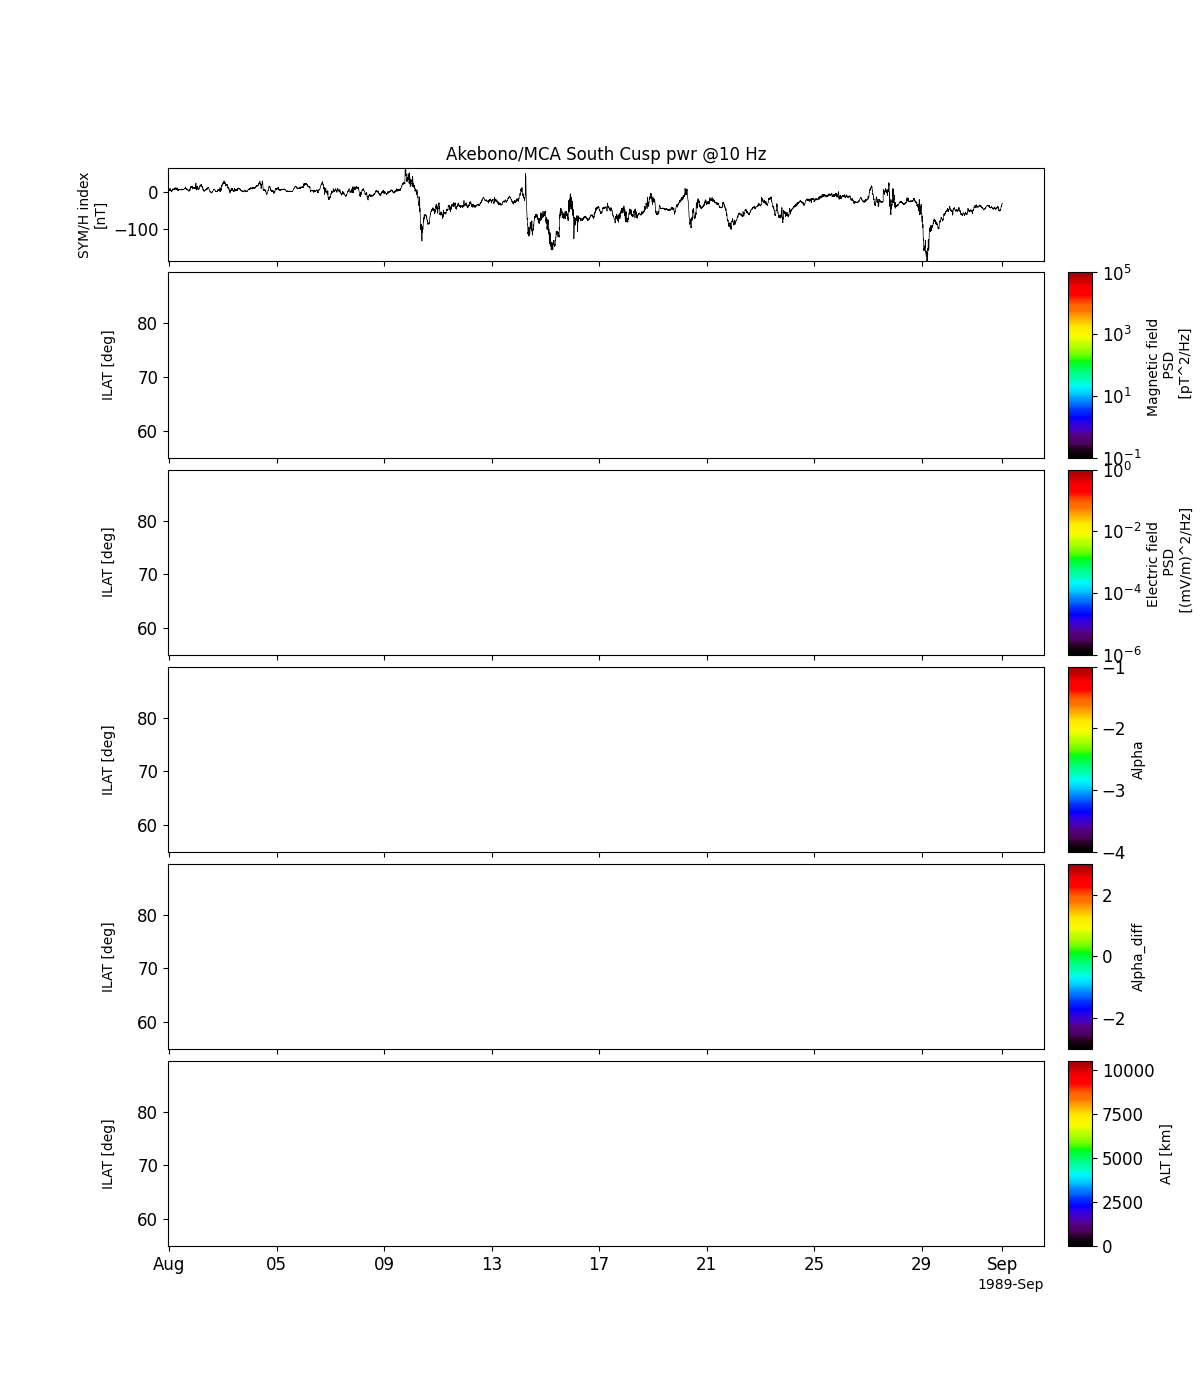 Akebono/MCA South Cusp pwr @10 Hz
SYM/H index
[nT]
0
−100
ILAT [deg]
80
70
60
10^5
10^3
10^1
10^−1
Magnetic field
PSD
[pT^2/Hz]
ILAT [deg]
80
70
60
10^0
10^−2
10^−4
10^−6
Electric field
PSD
[(mV/m)^2/Hz]
ILAT [deg]
80
70
60
−1
−2
−3
−4
Alpha
ILAT [deg]
80
70
60
2
0
−2
Alpha_diff
ILAT [deg]
80
70
60
10000
7500
5000
2500
0
ALT [km]
Aug 05 09 13 17 21 25 29 Sep
1989-Sep